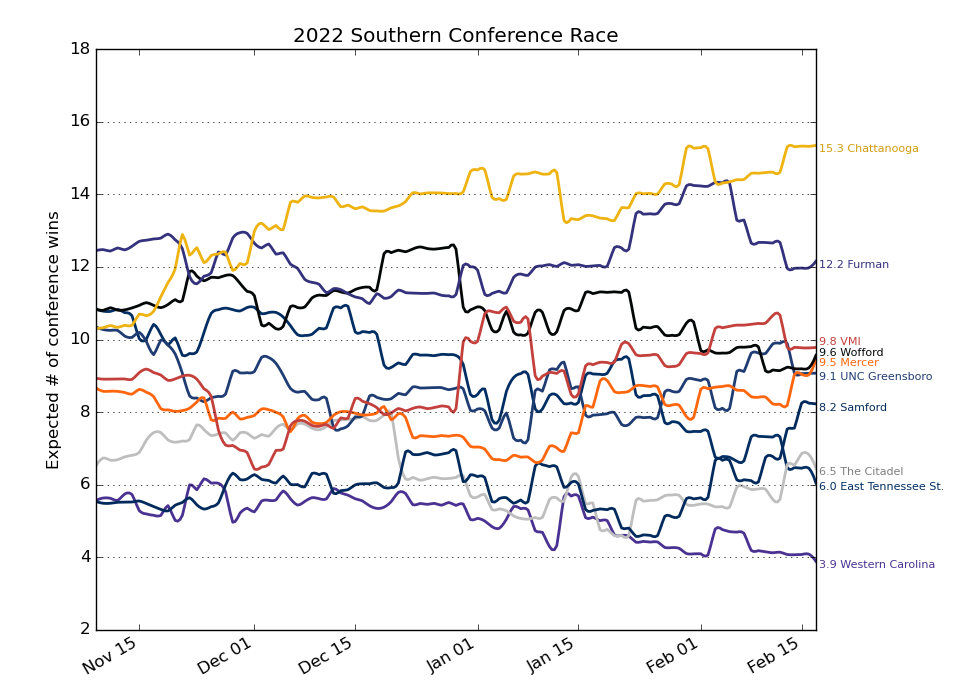 2022 Southern Conference Race
Expected # of conference wins
18
16
14
12
10
8
6
4
2
15.3 Chattanooga
12.2 Furman
9.8 VMI
9.6 Wofford
9.5 Mercer
9.1 UNC Greensboro
8.2 Samford
6.5 The Citadel
6.0 East Tennessee St.
3.9 Western Carolina
Nov 15
Dec 01
Dec 15
Jan 01
Jan 15
Feb 01
Feb 15